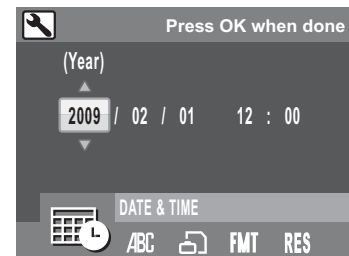 Press OK when done
(Year)
2009 / 02 / 01 12 : 00
DATE & TIME
ABC FMT RES